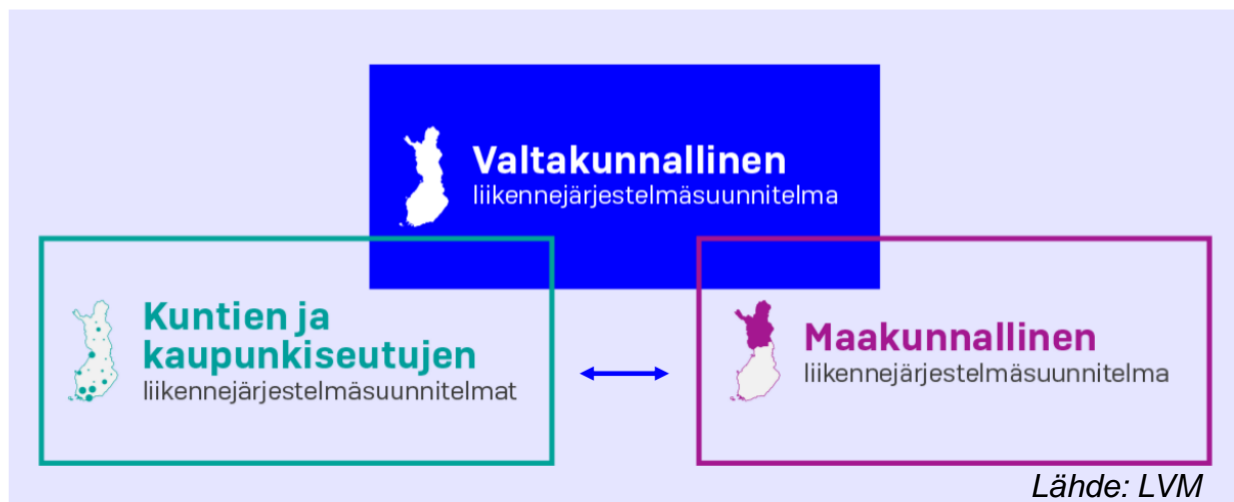 Valtakunnallinen
liikennejärjestelmäsuunnitelma
Kuntien ja
kaupunkiseutujen
liikennejärjestelmäsuunnitelmat
Maakunnallinen
liikennejärjestelmäsuunnitelma
Lähde: LVM